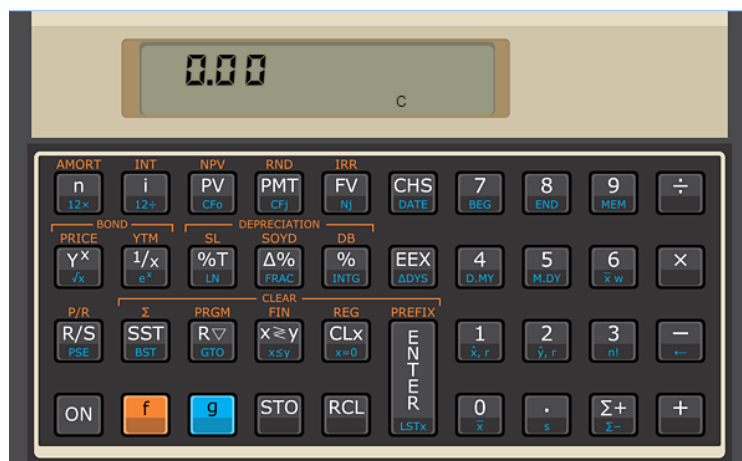 0.00
C
AMORT INT NPV RND IRR
n i PV PMT FV CHS 7 8 9 ÷
12× 12÷ CFo CFj Nj DATE BEG END MEM
BOND DEPRECIATION
PRICE YTM SL SOYD DB
Yˣ 1/x %T Δ% % EEX 4 5 6 ×
√x eˣ LN FRAC INTG ΔDYS D.MY M.DY x̅ w
CLEAR
P/R Σ PRGM FIN REG PREFIX
R/S SST R▽ x≷y CLx ENTER 1 2 3 −
PSE BST GTO x≤y x=0 x̂, r ŷ, r n! ←
ON f g STO RCL 0 . Σ+ +
LSTx x̅ s Σ−